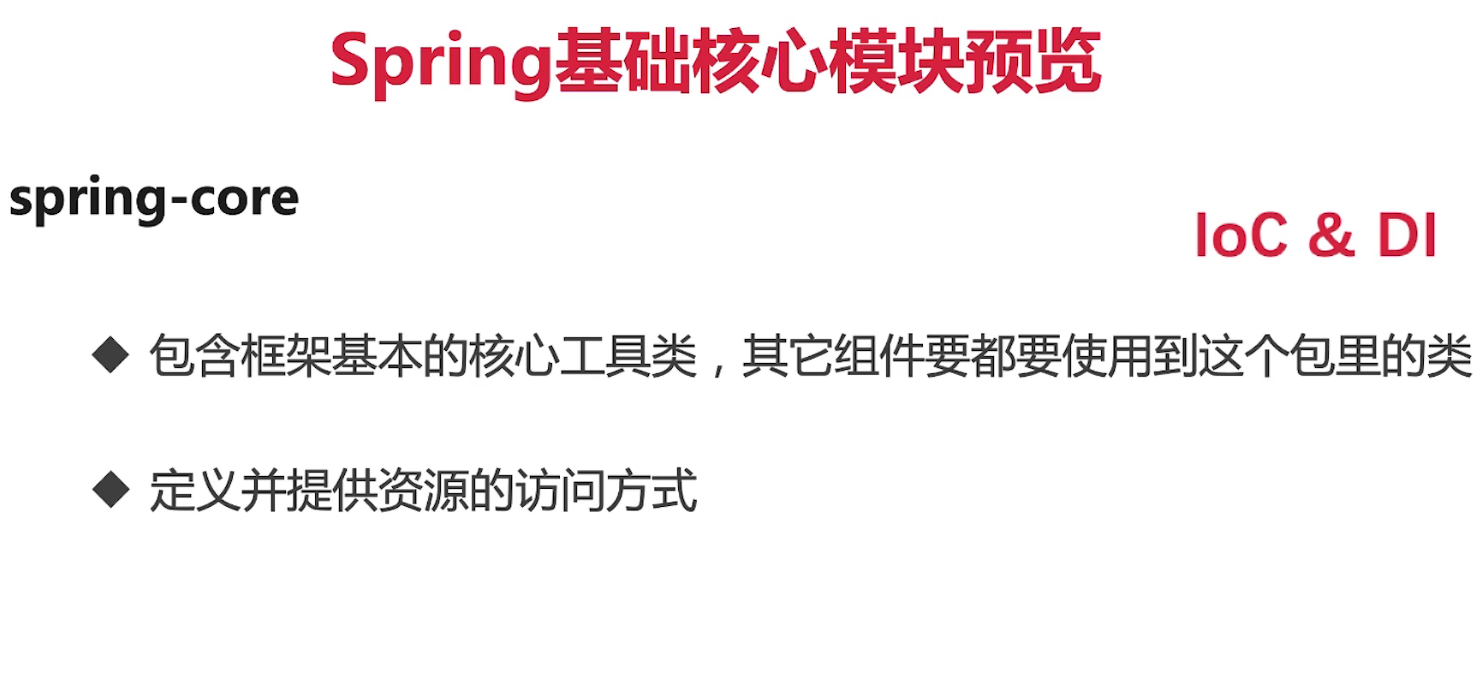 Spring基础核心模块预览
spring-core
IoC & DI
◆ 包含框架基本的核心工具类，其它组件要都要使用到这个包里的类
◆ 定义并提供资源的访问方式